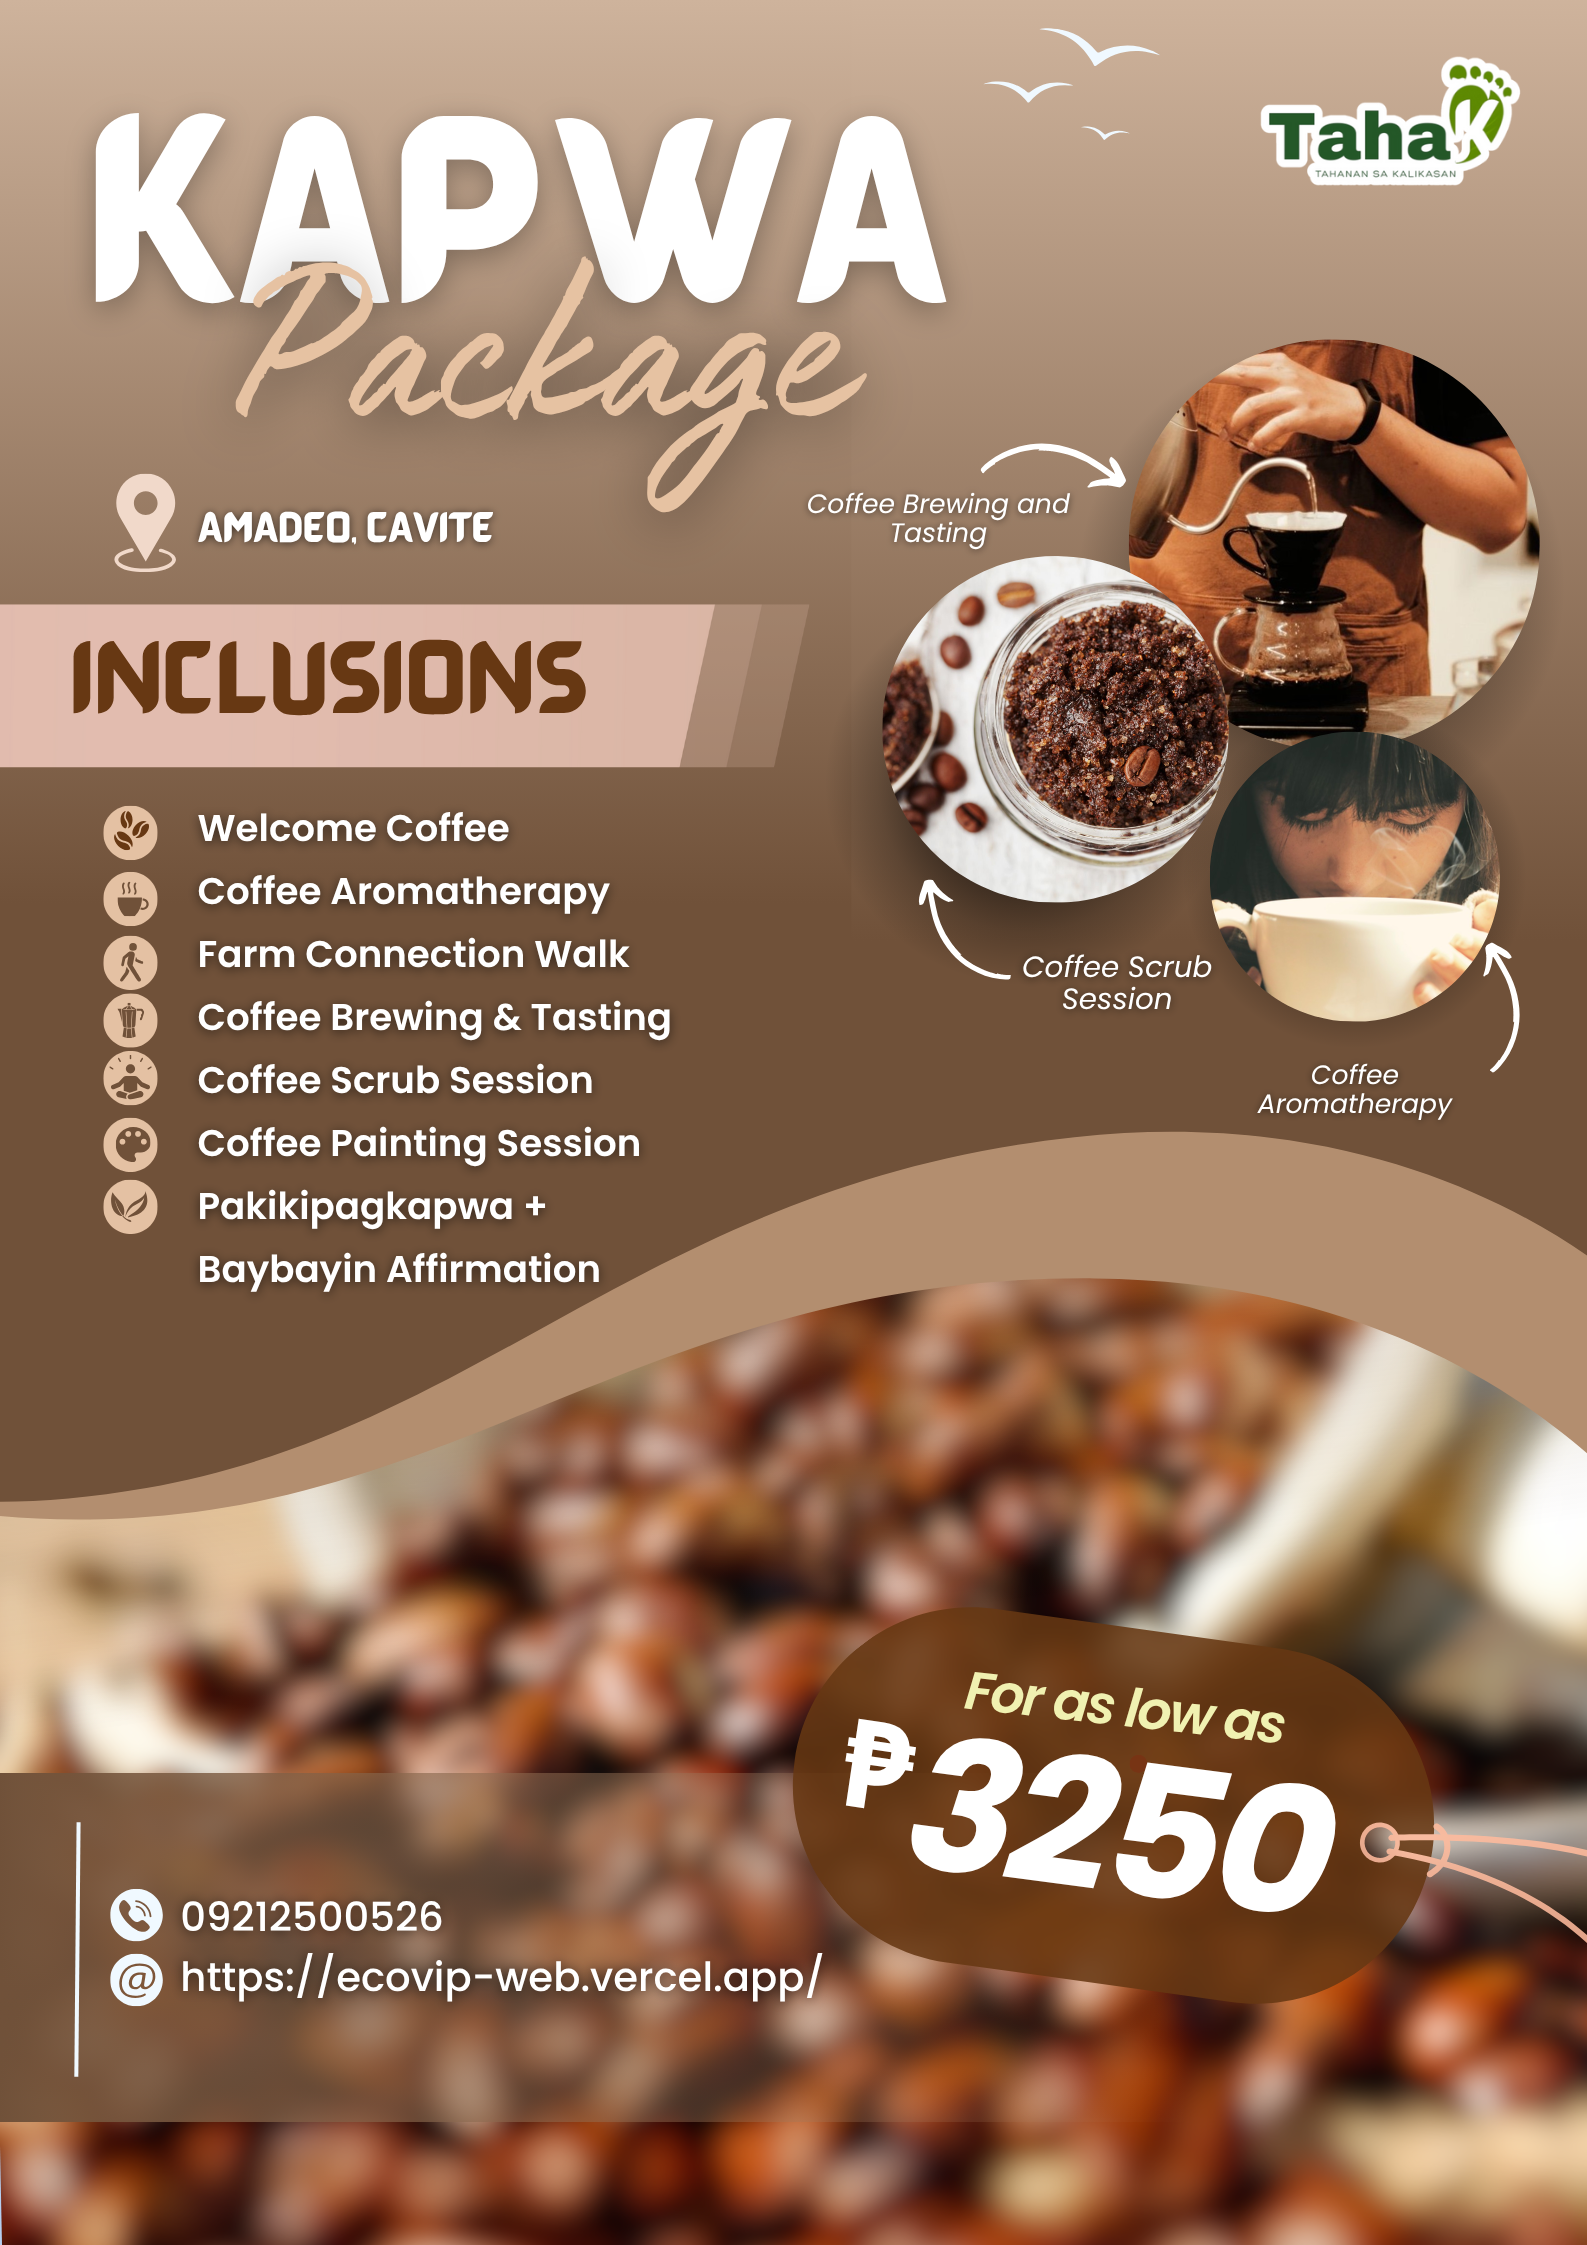 KAPWA
Package
TahaK
TAHANAN SA KALIKASAN
AMADEO, CAVITE
Coffee Brewing and
Tasting
INCLUSIONS
Welcome Coffee
Coffee Aromatherapy
Farm Connection Walk
Coffee Brewing & Tasting
Coffee Scrub Session
Coffee Painting Session
Pakikipagkapwa +
Baybayin Affirmation
Coffee Scrub
Session
Coffee
Aromatherapy
For as low as
₱3250
09212500526
https://ecovip-web.vercel.app/